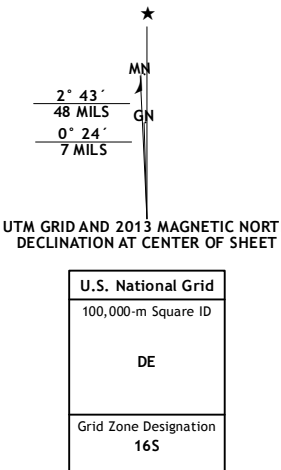 ★
MN
2° 43´
48 MILS
GN
0° 24´
7 MILS
UTM GRID AND 2013 MAGNETIC NORT
DECLINATION AT CENTER OF SHEET
U.S. National Grid
100,000-m Square ID
DE
Grid Zone Designation
16S